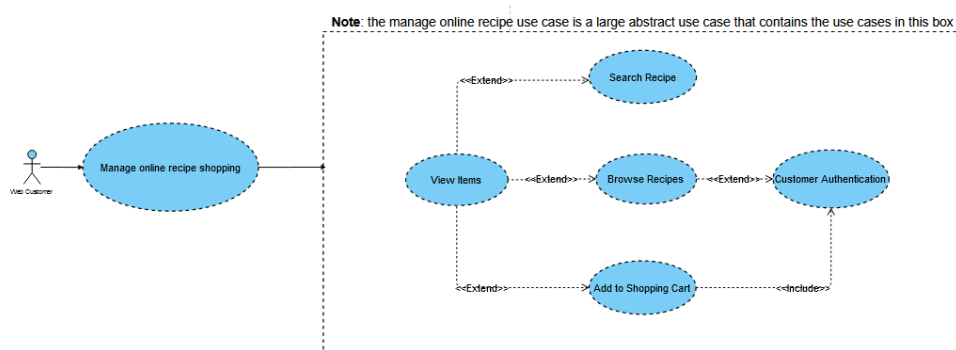 Note: the manage online recipe use case is a large abstract use case that contains the use cases in this box
<<Extend>>
Search Recipe
Web Customer
Manage online recipe shopping
View Items
<<Extend>>
Browse Recipes
<<Extend>>
Customer Authentication
<<Extend>>
Add to Shopping Cart
<<Include>>